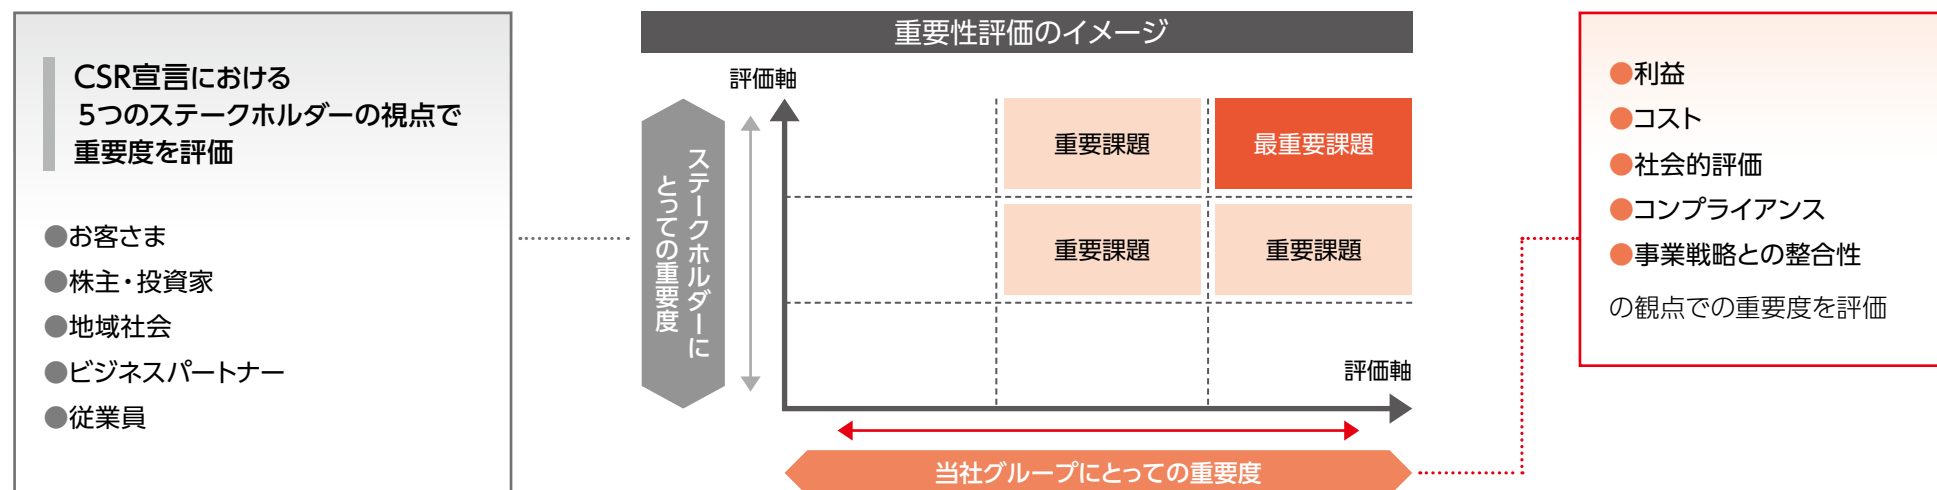 CSR宣言における
5つのステークホルダーの視点で
重要度を評価
●お客さま
●株主・投資家
●地域社会
●ビジネスパートナー
●従業員
重要性評価のイメージ
評価軸
ステークホルダーに
とっての重要度
重要課題
最重要課題
重要課題
重要課題
評価軸
当社グループにとっての重要度
●利益
●コスト
●社会的評価
●コンプライアンス
●事業戦略との整合性
の観点での重要度を評価